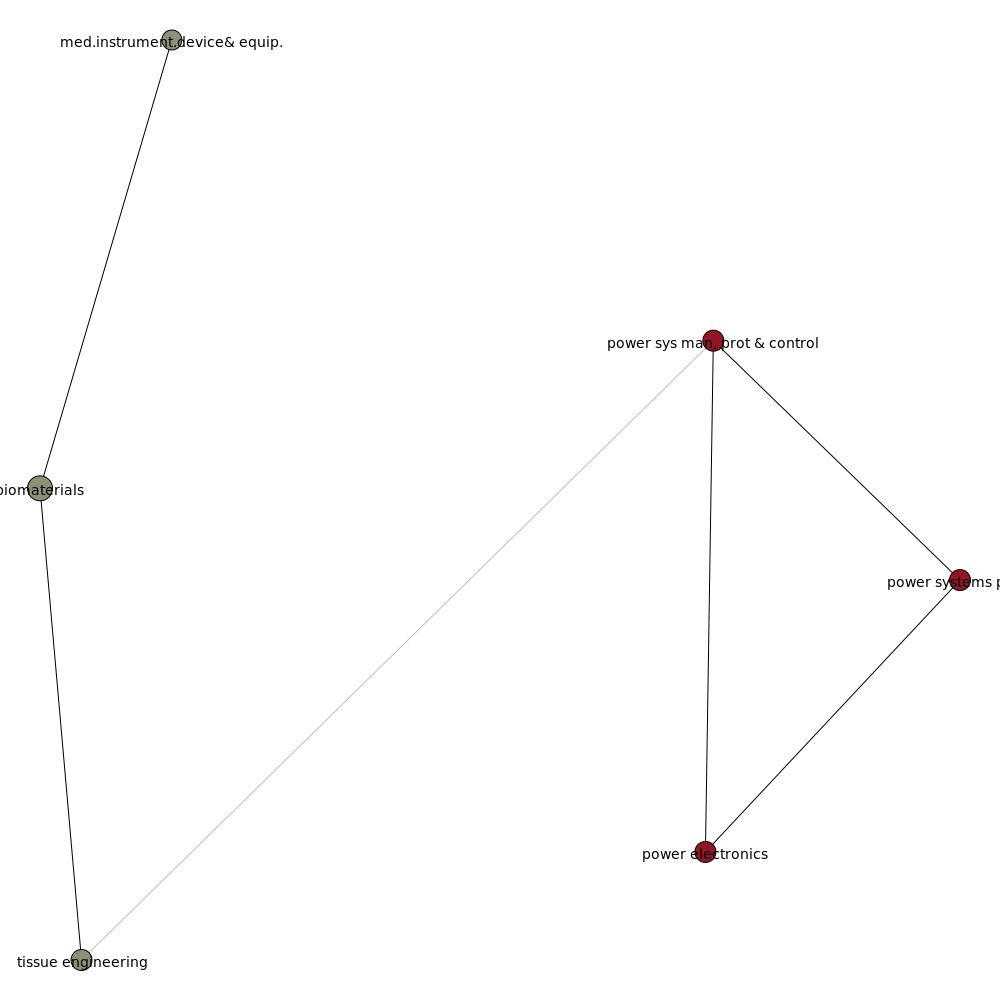 med.instrument.device& equip.
power sys man, prot & control
biomaterials
power systems p
power electronics
tissue engineering